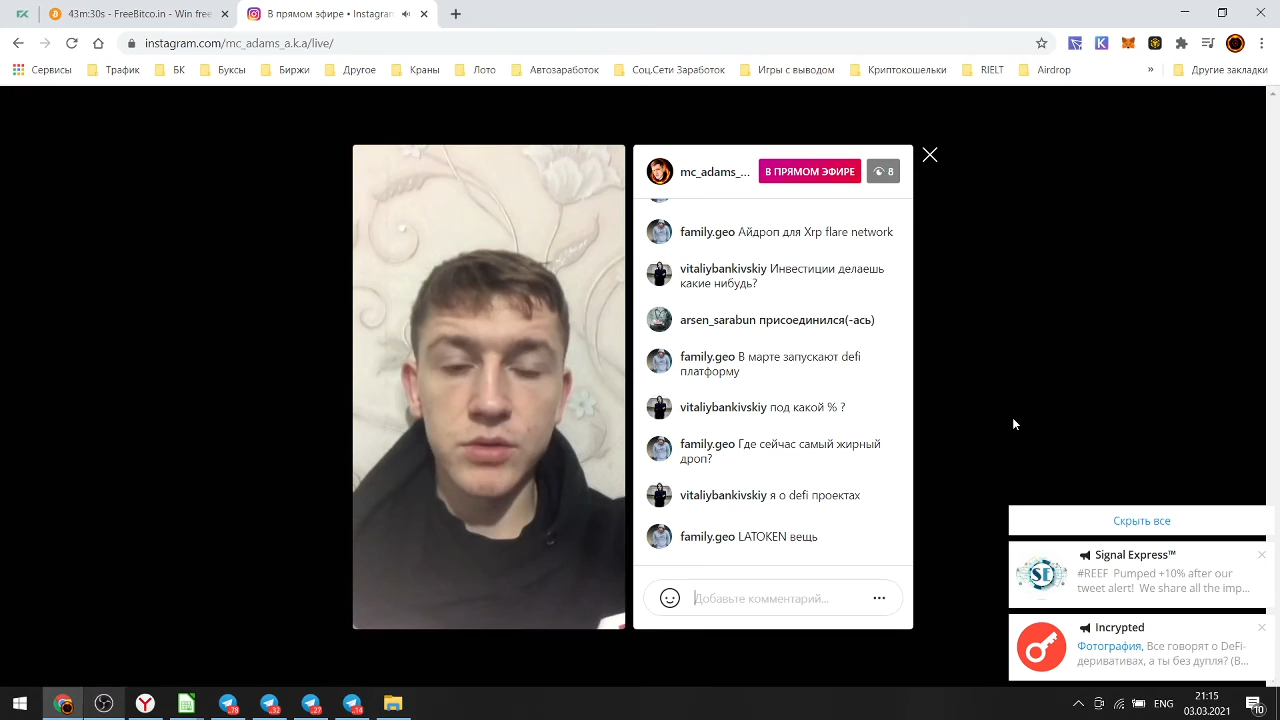 43m:30s - FreeBitco.in - Win free
В прямом эфире • Instagram
instagram.com/mc_adams_a.k.a/live/
Сервисы Трафик БК Буксы Биржи Другое Краны Лото Автозаработок Соц.Сети Заработок Игры с выводом Криптокошельки RIELT Airdrop » Другие закладки
mc_adams_... В ПРЯМОМ ЭФИРЕ 8
family.geo Айдроп для Xrp flare network
vitaliybankivskiy Инвестиции делаешь
какие нибудь?
arsen_sarabun присоединился(-ась)
family.geo В марте запускают defi
платформу
vitaliybankivskiy под какой % ?
family.geo Где сейчас самый жирный
дроп?
vitaliybankivskiy я о defi проектах
family.geo LATOKEN вещь
Добавьте комментарий...
Скрыть все
Signal Express™
#REEF Pumped +10% after our
tweet alert! We share all the imp...
Incrypted
Фотография, Все говорят о DeFi-
деривативах, а ты без дупля? (В...
78 32 27 14
ENG
21:15
03.03.2021
10